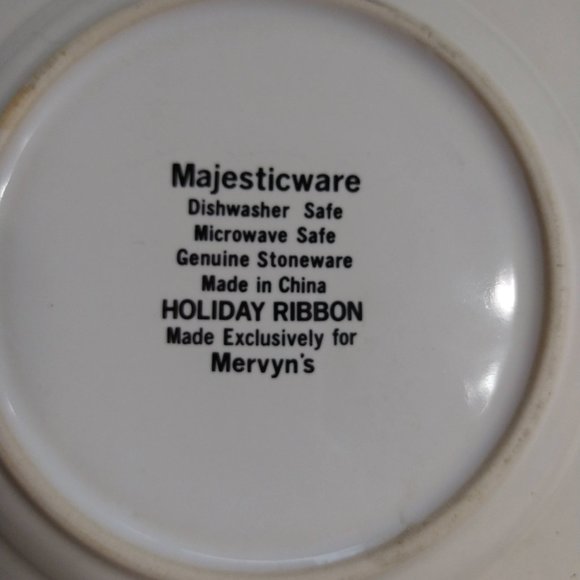 Majesticware
Dishwasher Safe
Microwave Safe
Genuine Stoneware
Made in China
HOLIDAY RIBBON
Made Exclusively for
Mervyn's